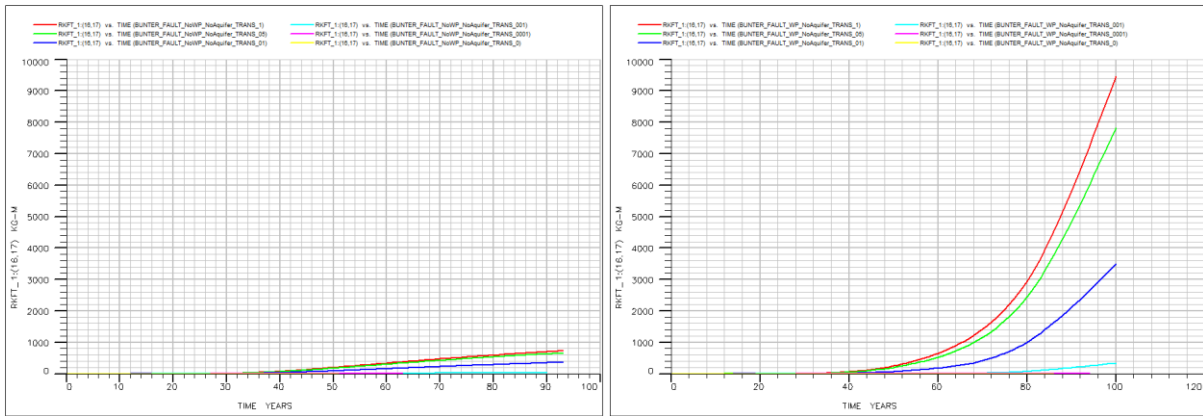 RKFT_1:(16,17) vs. TIME (BUNTER_FAULT_NoWP_NoAquifer_TRANS_1) RKFT_1:(16,17) vs. TIME (BUNTER_FAULT_NoWP_NoAquifer_TRANS_001)
RKFT_1:(16,17) vs. TIME (BUNTER_FAULT_NoWP_NoAquifer_TRANS_05) RKFT_1:(16,17) vs. TIME (BUNTER_FAULT_NoWP_NoAquifer_TRANS_0001)
RKFT_1:(16,17) vs. TIME (BUNTER_FAULT_NoWP_NoAquifer_TRANS_01) RKFT_1:(16,17) vs. TIME (BUNTER_FAULT_NoWP_NoAquifer_TRANS_0)
10000
9000
8000
7000
6000
5000
4000
3000
2000
1000
0
RKFT_1:(16,17) KG-M
0 10 20 30 40 50 60 70 80 90 100
TIME YEARS
RKFT_1:(16,17) vs. TIME (BUNTER_FAULT_WP_NoAquifer_TRANS_1) RKFT_1:(16,17) vs. TIME (BUNTER_FAULT_WP_NoAquifer_TRANS_001)
RKFT_1:(16,17) vs. TIME (BUNTER_FAULT_WP_NoAquifer_TRANS_05) RKFT_1:(16,17) vs. TIME (BUNTER_FAULT_WP_NoAquifer_TRANS_0001)
RKFT_1:(16,17) vs. TIME (BUNTER_FAULT_WP_NoAquifer_TRANS_01) RKFT_1:(16,17) vs. TIME (BUNTER_FAULT_WP_NoAquifer_TRANS_0)
10000
9000
8000
7000
6000
5000
4000
3000
2000
1000
0
RKFT_1:(16,17) KG-M
0 20 40 60 80 100 120
TIME YEARS